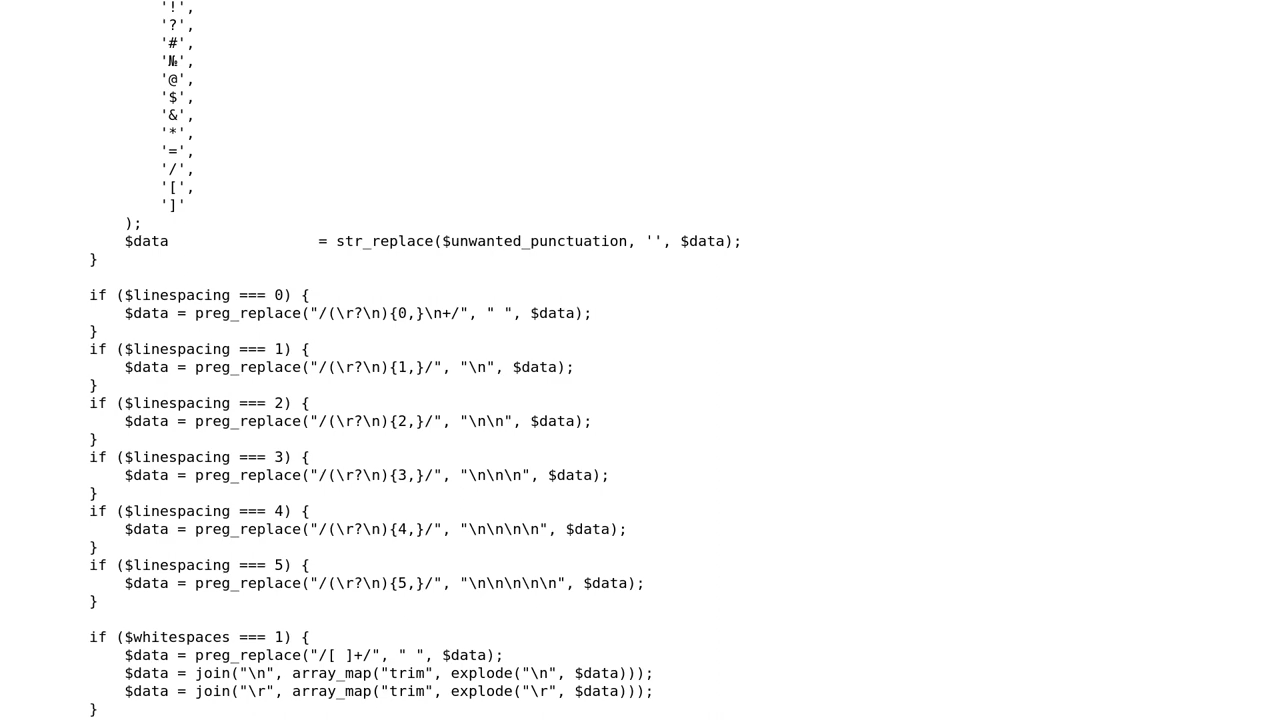 '!',
'?',
'#',
'№',
'@',
'$',
'&',
'*',
'=',
'/',
'[',
']'
);
$data                 = str_replace($unwanted_punctuation, '', $data);
}
if ($linespacing === 0) {
$data = preg_replace("/(\r?\n){0,}\n+/", " ", $data);
}
if ($linespacing === 1) {
$data = preg_replace("/(\r?\n){1,}/", "\n", $data);
}
if ($linespacing === 2) {
$data = preg_replace("/(\r?\n){2,}/", "\n\n", $data);
}
if ($linespacing === 3) {
$data = preg_replace("/(\r?\n){3,}/", "\n\n\n", $data);
}
if ($linespacing === 4) {
$data = preg_replace("/(\r?\n){4,}/", "\n\n\n\n", $data);
}
if ($linespacing === 5) {
$data = preg_replace("/(\r?\n){5,}/", "\n\n\n\n\n", $data);
}
if ($whitespaces === 1) {
$data = preg_replace("/[ ]+/", " ", $data);
$data = join("\n", array_map("trim", explode("\n", $data)));
$data = join("\r", array_map("trim", explode("\r", $data)));
}